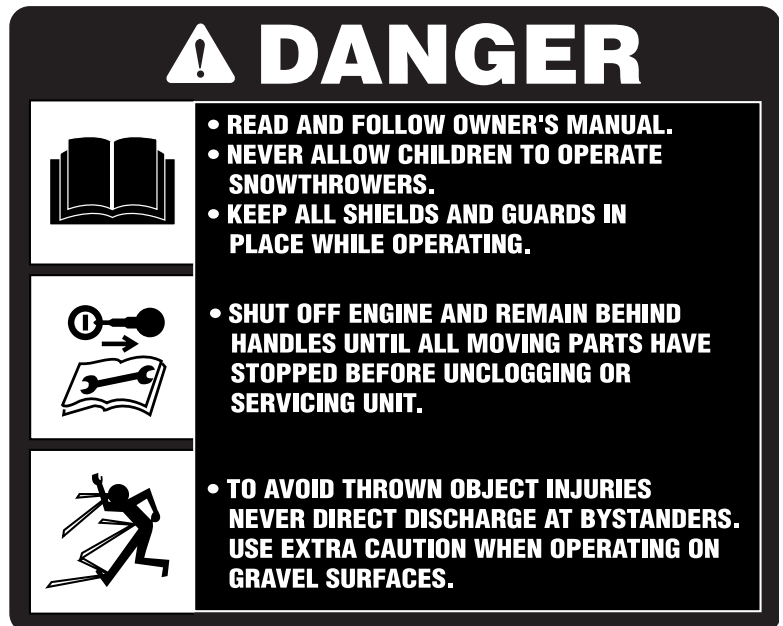 DANGER
• READ AND FOLLOW OWNER'S MANUAL.
• NEVER ALLOW CHILDREN TO OPERATE
SNOWTHROWERS.
• KEEP ALL SHIELDS AND GUARDS IN
PLACE WHILE OPERATING.
• SHUT OFF ENGINE AND REMAIN BEHIND
HANDLES UNTIL ALL MOVING PARTS HAVE
STOPPED BEFORE UNCLOGGING OR
SERVICING UNIT.
• TO AVOID THROWN OBJECT INJURIES
NEVER DIRECT DISCHARGE AT BYSTANDERS.
USE EXTRA CAUTION WHEN OPERATING ON
GRAVEL SURFACES.